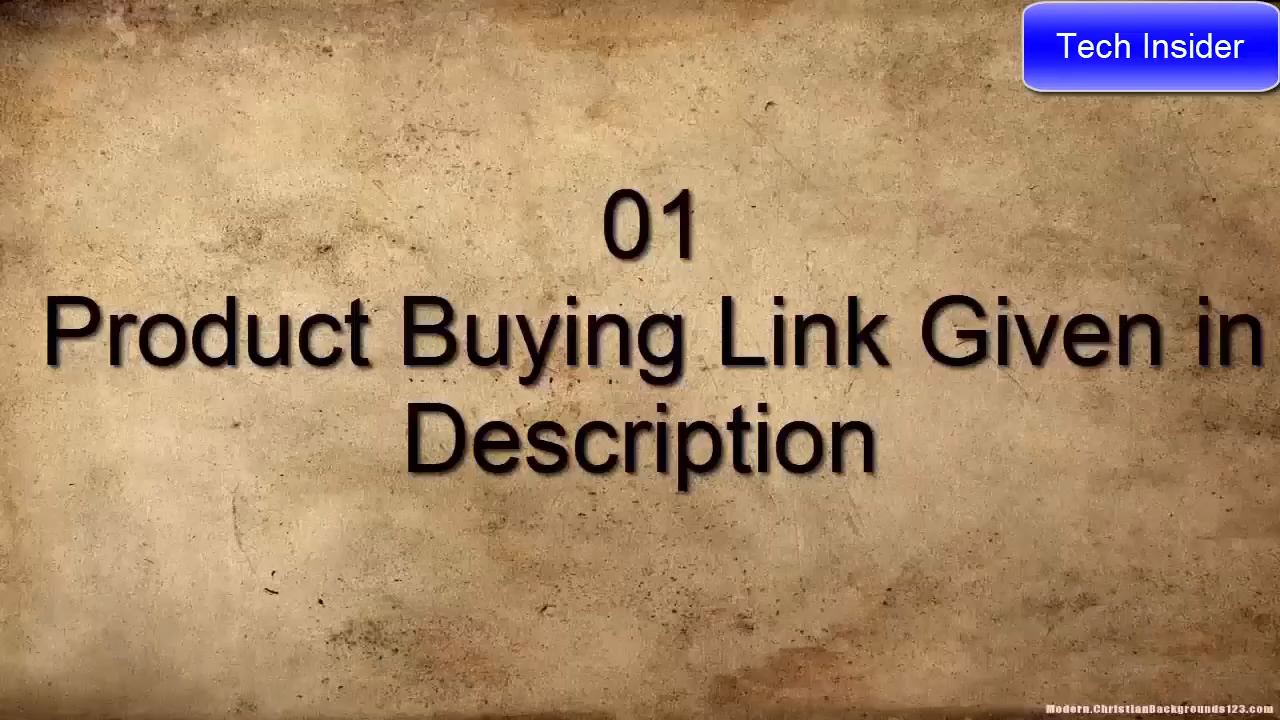 Tech Insider
01
Product Buying Link Given in
Description
Modern.ChristianBackgrounds123.com